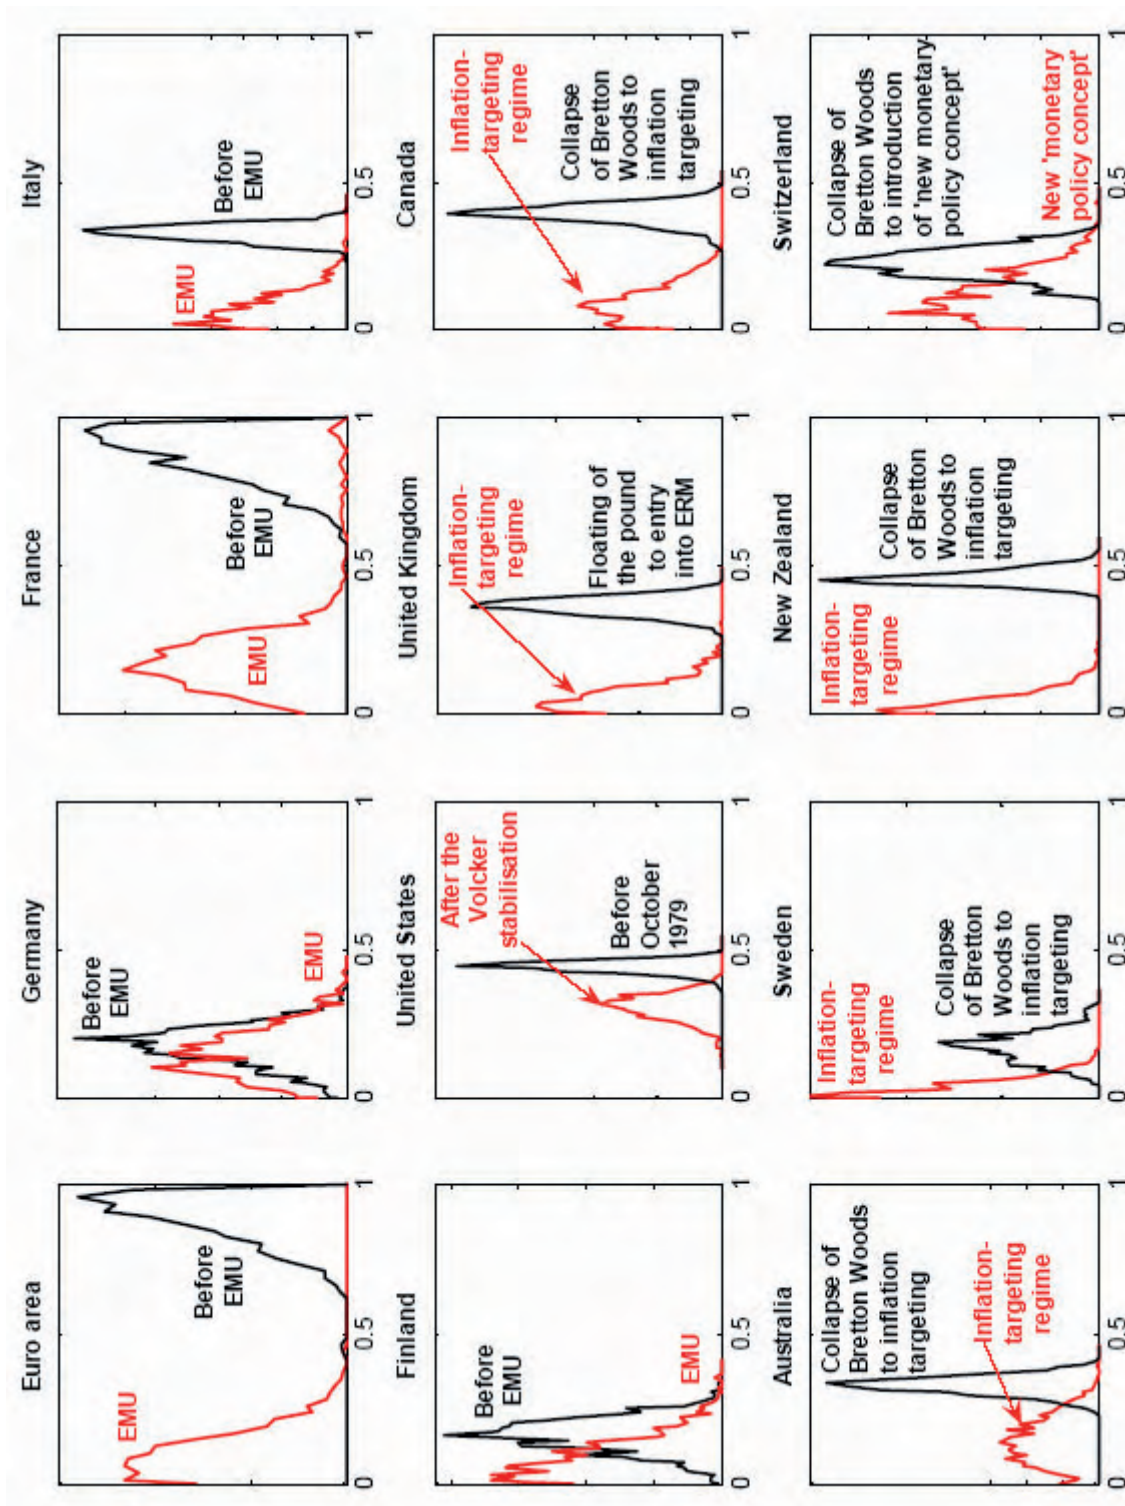 Euro area
EMU
Before
EMU
0
0.5
1
Germany
Before
EMU
EMU
0
0.5
1
France
EMU
Before
EMU
0
0.5
1
Italy
EMU
Before
EMU
0
0.5
1
Finland
Before
EMU
EMU
0
0.5
1
United States
After the
Volcker
stabilisation
Before
October
1979
0
0.5
1
United Kingdom
Inflation-
targeting
regime
Floating of
the pound
to entry
into ERM
0
0.5
1
Canada
Inflation-
targeting
regime
Collapse
of Bretton
Woods to
inflation
targeting
0
0.5
1
Australia
Collapse of
Bretton Woods
to inflation
targeting
Inflation-
targeting
regime
0
0.5
1
Sweden
Inflation-
targeting
regime
Collapse
of Bretton
Woods to
inflation
targeting
0
0.5
1
New Zealand
Inflation-
targeting
regime
Collapse
of Bretton
Woods to
inflation
targeting
0
0.5
1
Switzerland
Collapse of
Bretton Woods
to introduction
of 'new monetary
policy concept'
New 'monetary
policy concept'
0
0.5
1